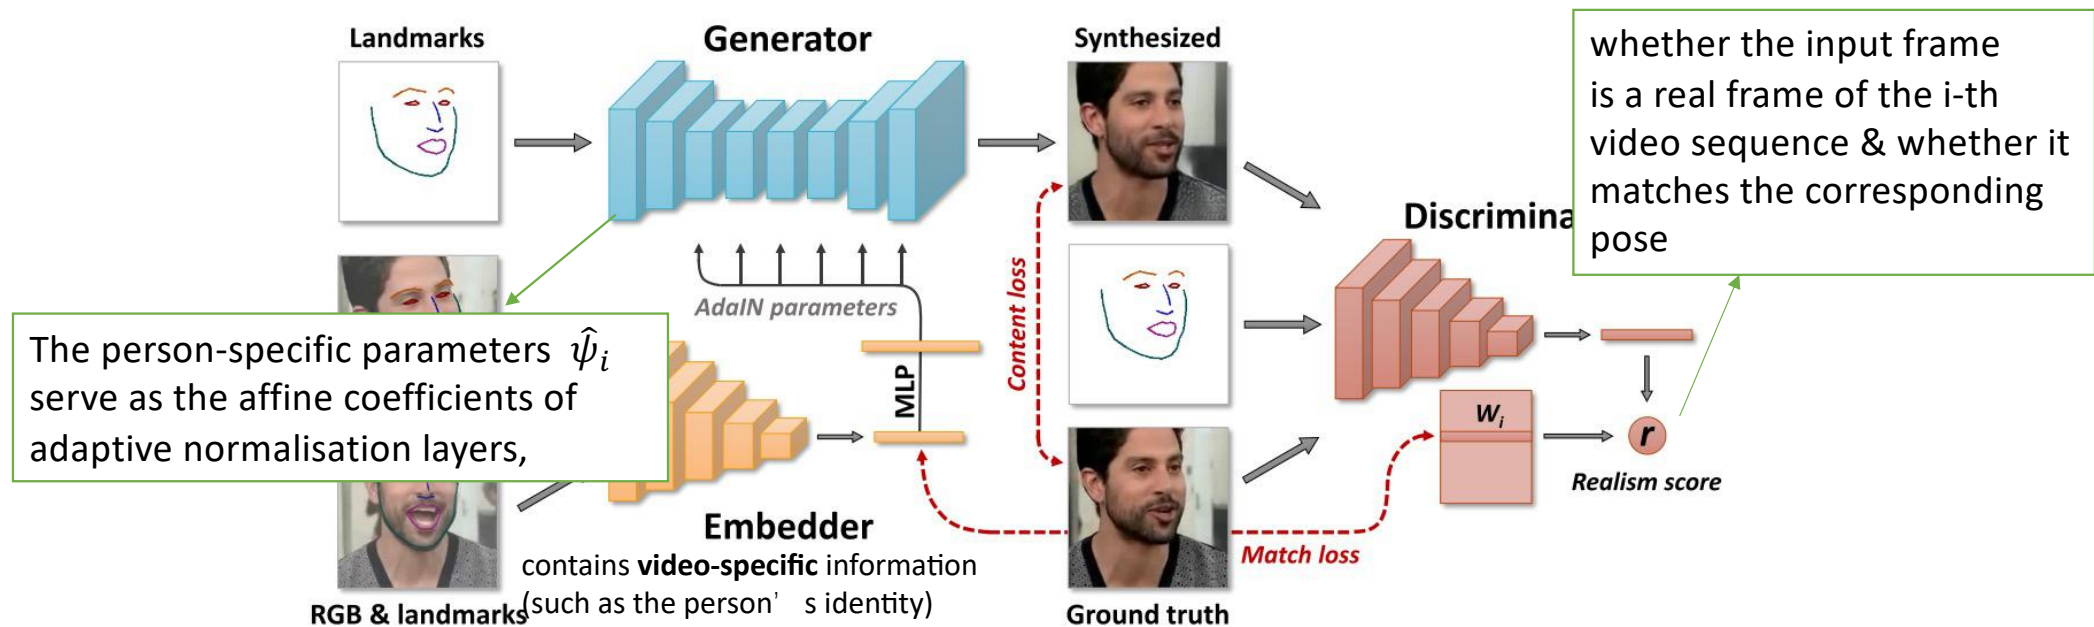 Landmarks
Generator
Synthesized
whether the input frame
is a real frame of the i-th
video sequence & whether it
matches the corresponding
pose
Discrimina
AdaIN parameters
Content loss
The person-specific parameters ψ̂ᵢ
serve as the affine coefficients of
adaptive normalisation layers,
MLP
Wᵢ
r
Realism score
Embedder
contains video-specific information
(such as the person' s identity)
Match loss
RGB & landmarks
Ground truth